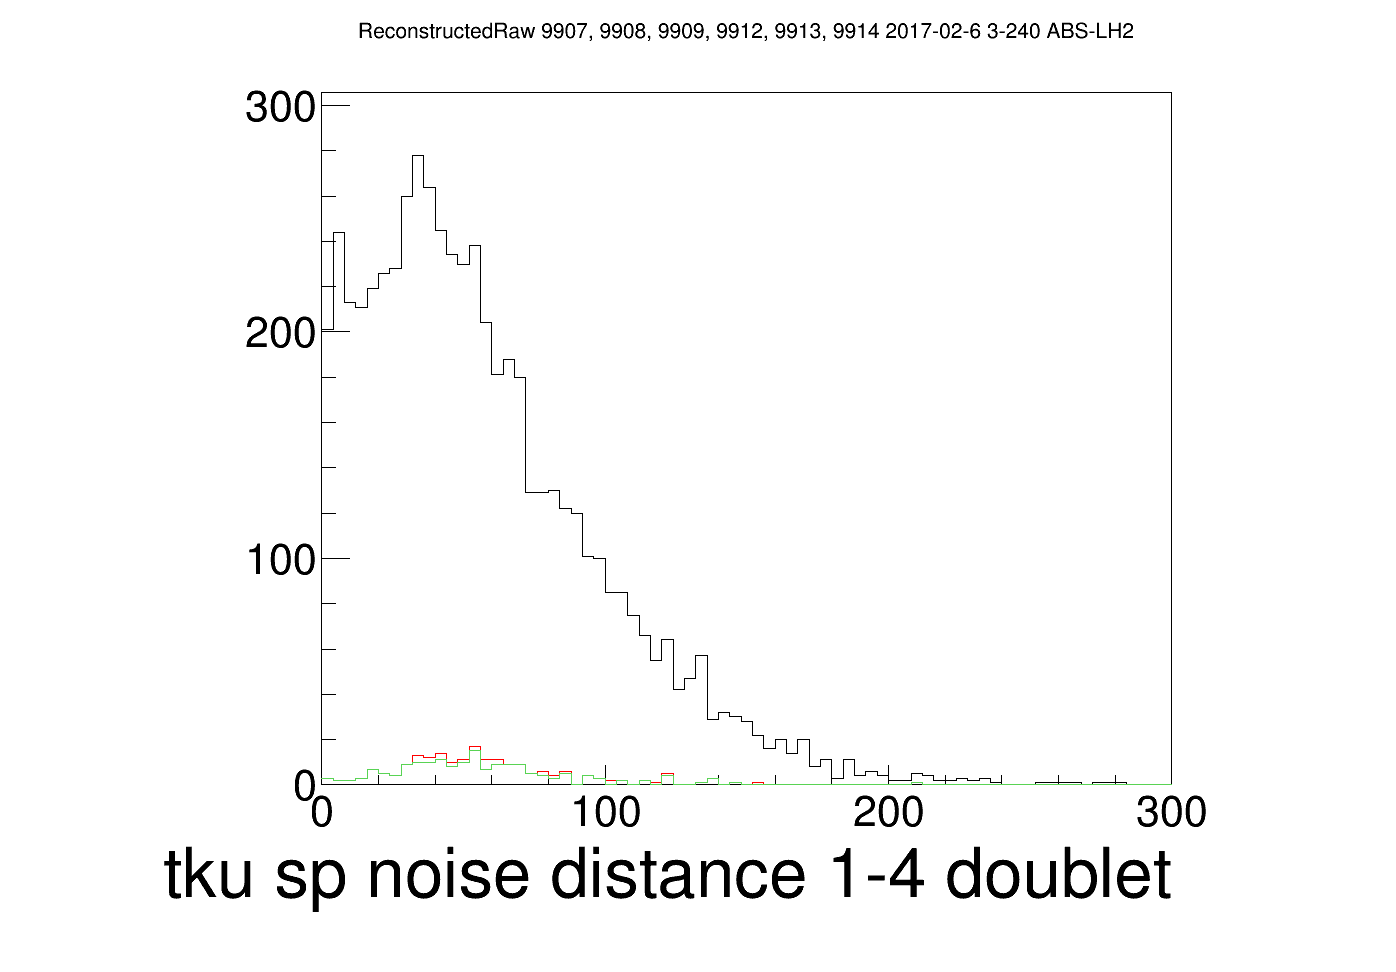 ReconstructedRaw 9907, 9908, 9909, 9912, 9913, 9914 2017-02-6 3-240 ABS-LH2
300
200
100
0
0 100 200 300
tku sp noise distance 1-4 doublet